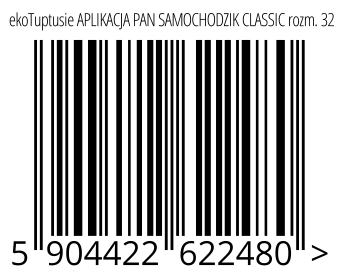 ekoTuptusie APLIKACJA PAN SAMOCHODZIK CLASSIC rozm. 32
5 904422 622480 >